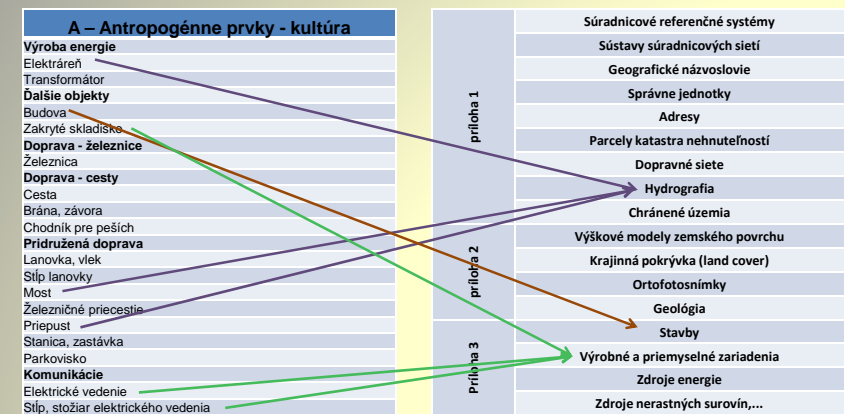 A – Antropogénne prvky - kultúra
Výroba energie
Elektráreň
Transformátor
Ďalšie objekty
Budova
Zakryté skladisko
Doprava - železnice
Železnica
Doprava - cesty
Cesta
Brána, závora
Chodník pre peších
Pridružená doprava
Lanovka, vlek
Stĺp lanovky
Most
Železničné priecestie
Priepust
Stanica, zastávka
Parkovisko
Komunikácie
Elektrické vedenie
Stĺp, stožiar elektrického vedenia
príloha 1
Súradnicové referenčné systémy
Sústavy súradnicových sietí
Geografické názvoslovie
Správne jednotky
Adresy
Parcely katastra nehnuteľností
Dopravné siete
Hydrografia
Chránené územia
príloha 2
Výškové modely zemského povrchu
Krajinná pokrývka (land cover)
Ortofotosnímky
Geológia
Príloha 3
Stavby
Výrobné a priemyselné zariadenia
Zdroje energie
Zdroje nerastných surovín,...